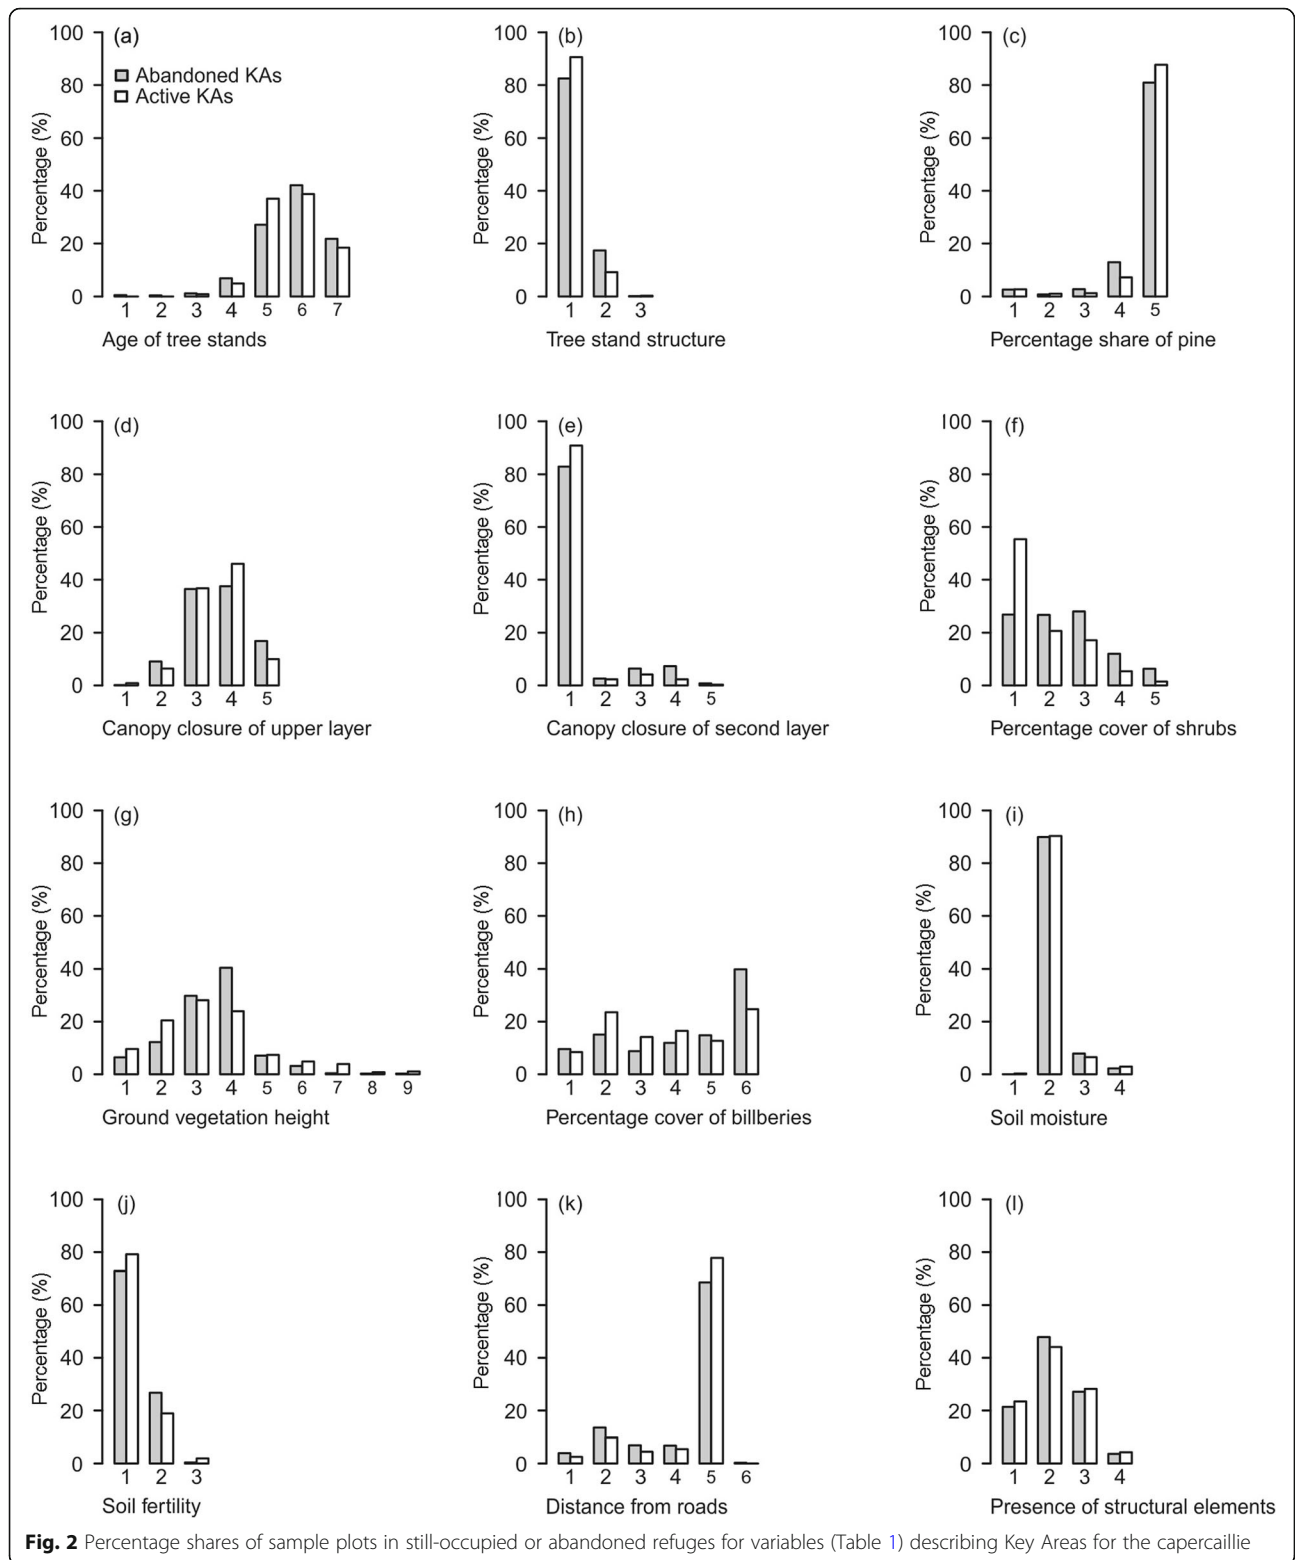 (a)
Abandoned KAs
Active KAs
Percentage (%)
100
80
60
40
20
0
1 2 3 4 5 6 7
Age of tree stands
(b)
Percentage (%)
100
80
60
40
20
0
1 2 3
Tree stand structure
(c)
Percentage (%)
100
80
60
40
20
0
1 2 3 4 5
Percentage share of pine
(d)
Percentage (%)
100
80
60
40
20
0
1 2 3 4 5
Canopy closure of upper layer
(e)
Percentage (%)
100
80
60
40
20
0
1 2 3 4 5
Canopy closure of second layer
(f)
Percentage (%)
100
80
60
40
20
0
1 2 3 4 5
Percentage cover of shrubs
(g)
Percentage (%)
100
80
60
40
20
0
1 2 3 4 5 6 7 8 9
Ground vegetation height
(h)
Percentage (%)
100
80
60
40
20
0
1 2 3 4 5 6
Percentage cover of billberies
(i)
Percentage (%)
100
80
60
40
20
0
1 2 3 4
Soil moisture
(j)
Percentage (%)
100
80
60
40
20
0
1 2 3
Soil fertility
(k)
Percentage (%)
100
80
60
40
20
0
1 2 3 4 5 6
Distance from roads
(l)
Percentage (%)
100
80
60
40
20
0
1 2 3 4
Presence of structural elements
Fig. 2 Percentage shares of sample plots in still-occupied or abandoned refuges for variables (Table 1) describing Key Areas for the capercaillie